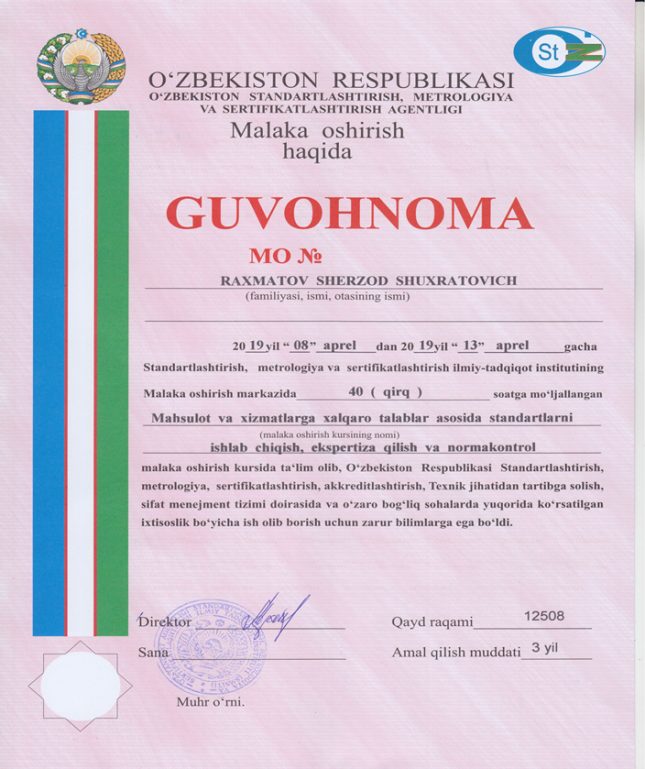 St
O‘ZBEKISTON RESPUBLIKASI
O‘ZBEKISTON STANDARTLASHTIRISH, METROLOGIYA
VA SERTIFIKATLASHTIRISH AGENTLIGI
Malaka oshirish
haqida
GUVOHNOMA
MO №
RAXMATOV SHERZOD SHUXRATOVICH
(familiyasi, ismi, otasining ismi)
20 19 yil “ 08” aprel dan 20 19 yil “ 13” aprel gacha
Standartlashtirish, metrologiya va sertifikatlashtirish ilmiy-tadqiqot institutining
Malaka oshirish markazida 40 ( qirq ) soatga mo‘ljallangan
Mahsulot va xizmatlarga xalqaro talablar asosida standartlarni
(malaka oshirish kursining nomi)
ishlab chiqish, ekspertiza qilish va normakontrol
malaka oshirish kursida ta‘lim olib, O‘zbekiston Respublikasi Standartlashtirish,
metrologiya, sertifikatlashtirish, akkreditlashtirish, Texnik jihatidan tartibga solish,
sifat menejment tizimi doirasida va o‘zaro bog‘liq sohalarda yuqorida ko‘rsatilgan
ixtisoslik bo‘yicha ish olib borish uchun zarur bilimlarga ega bo‘ldi.
Direktor
Qayd raqami 12508
Sana
Amal qilish muddati 3 yil
Muhr o‘rni.